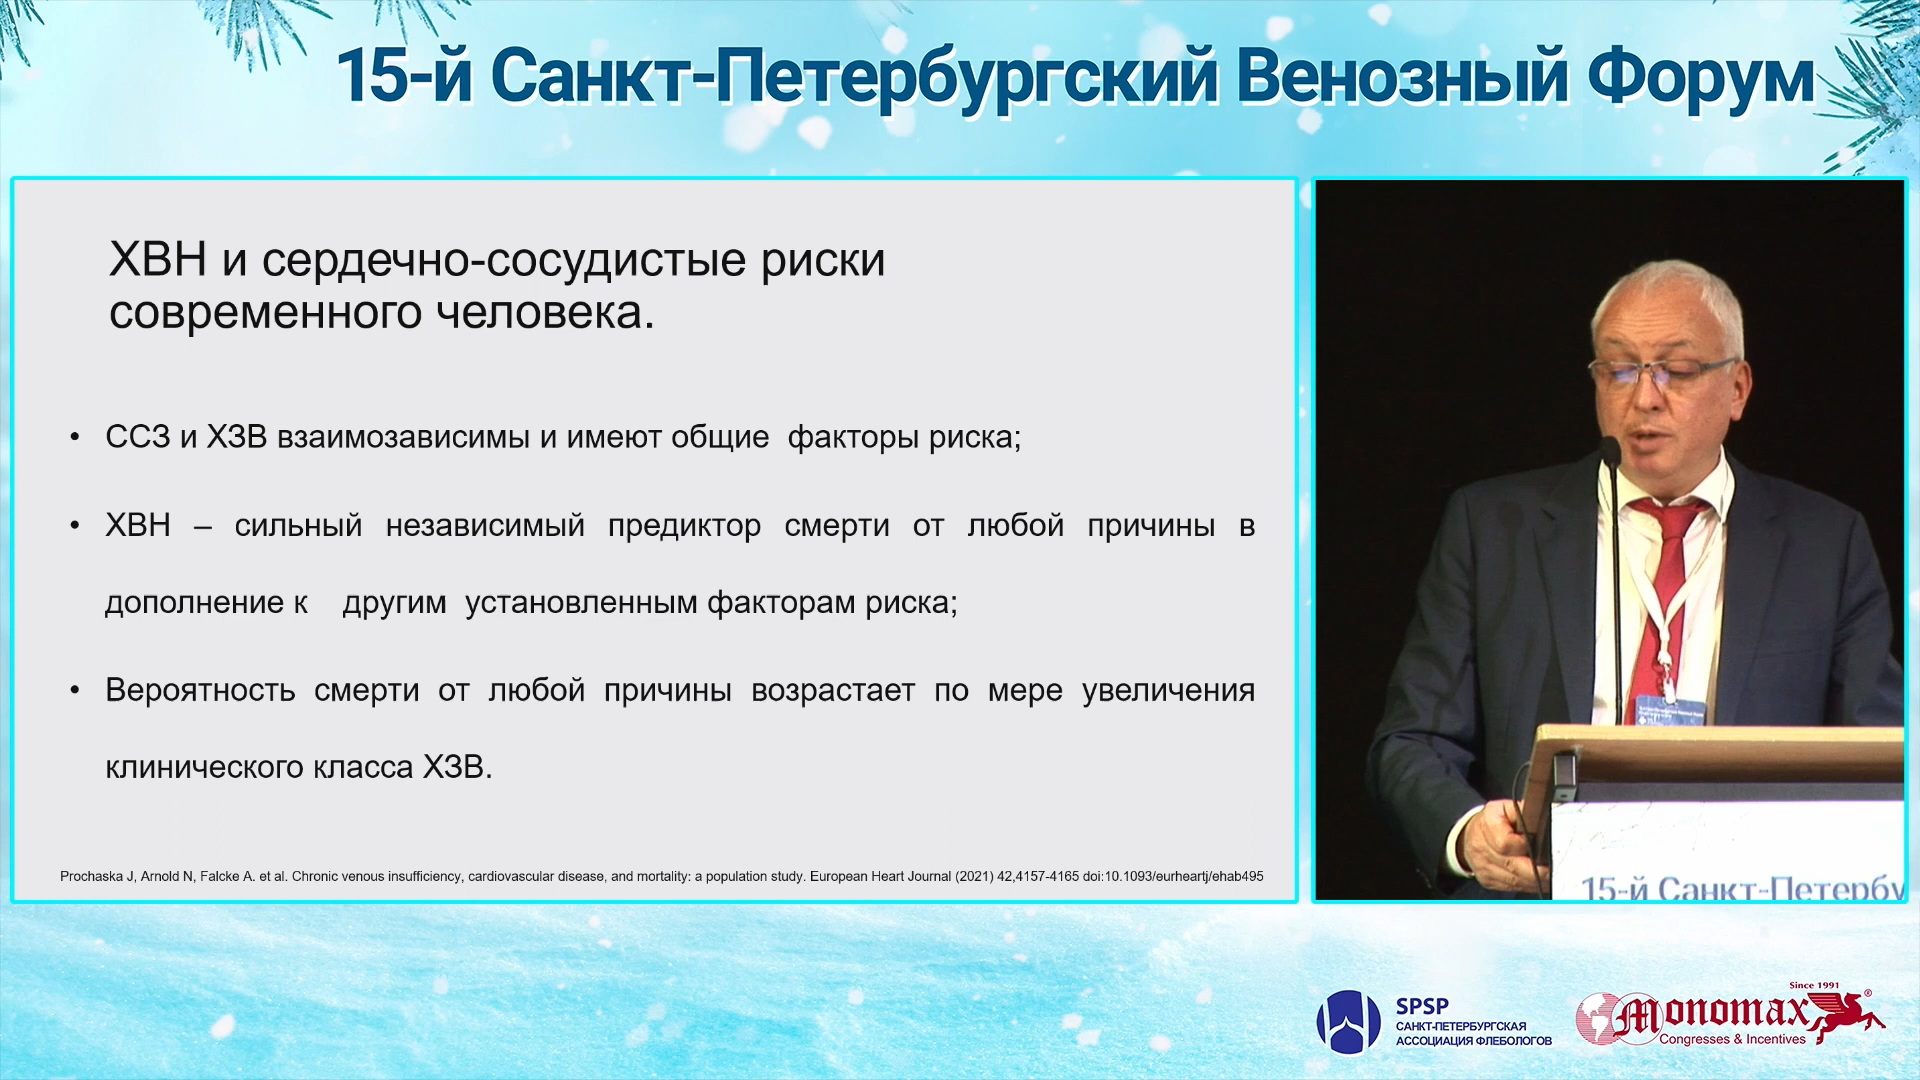 15-й Санкт-Петербургский Венозный Форум
ХВН и сердечно-сосудистые риски
современного человека.
• ССЗ и ХЗВ взаимозависимы и имеют общие факторы риска;
• ХВН – сильный независимый предиктор смерти от любой причины в
дополнение к другим установленным факторам риска;
• Вероятность смерти от любой причины возрастает по мере увеличения
клинического класса ХЗВ.
Prochaska J, Arnold N, Falcke A. et al. Chronic venous insufficiency, cardiovascular disease, and mortality: a population study. European Heart Journal (2021) 42,4157-4165 doi:10.1093/eurheartj/ehab495
15-й Санкт-Петербу
SPSP
САНКТ-ПЕТЕРБУРГСКАЯ
АССОЦИАЦИЯ ФЛЕБОЛОГОВ
Since 1991
Monomax®
Congresses & Incentives